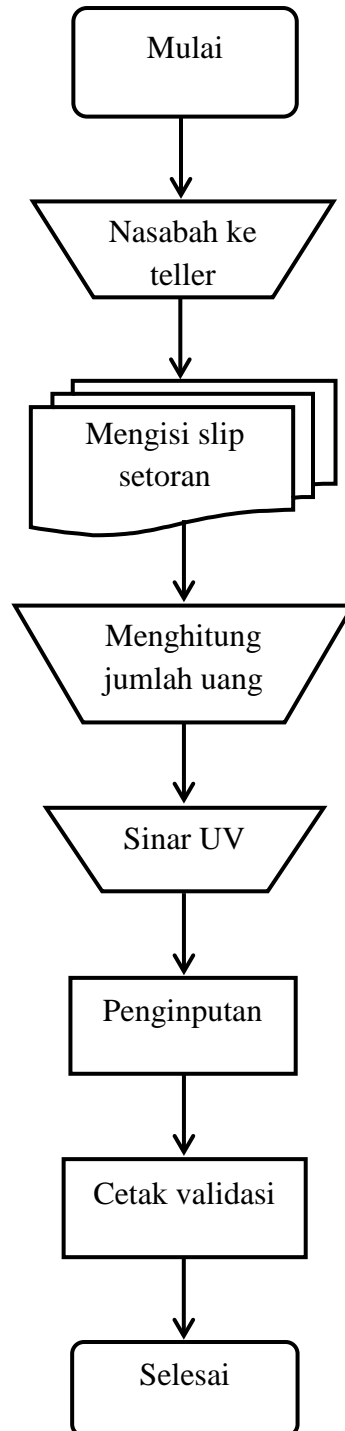 Mulai
Nasabah ke
teller
Mengisi slip
setoran
Menghitung
jumlah uang
Sinar UV
Penginputan
Cetak validasi
Selesai